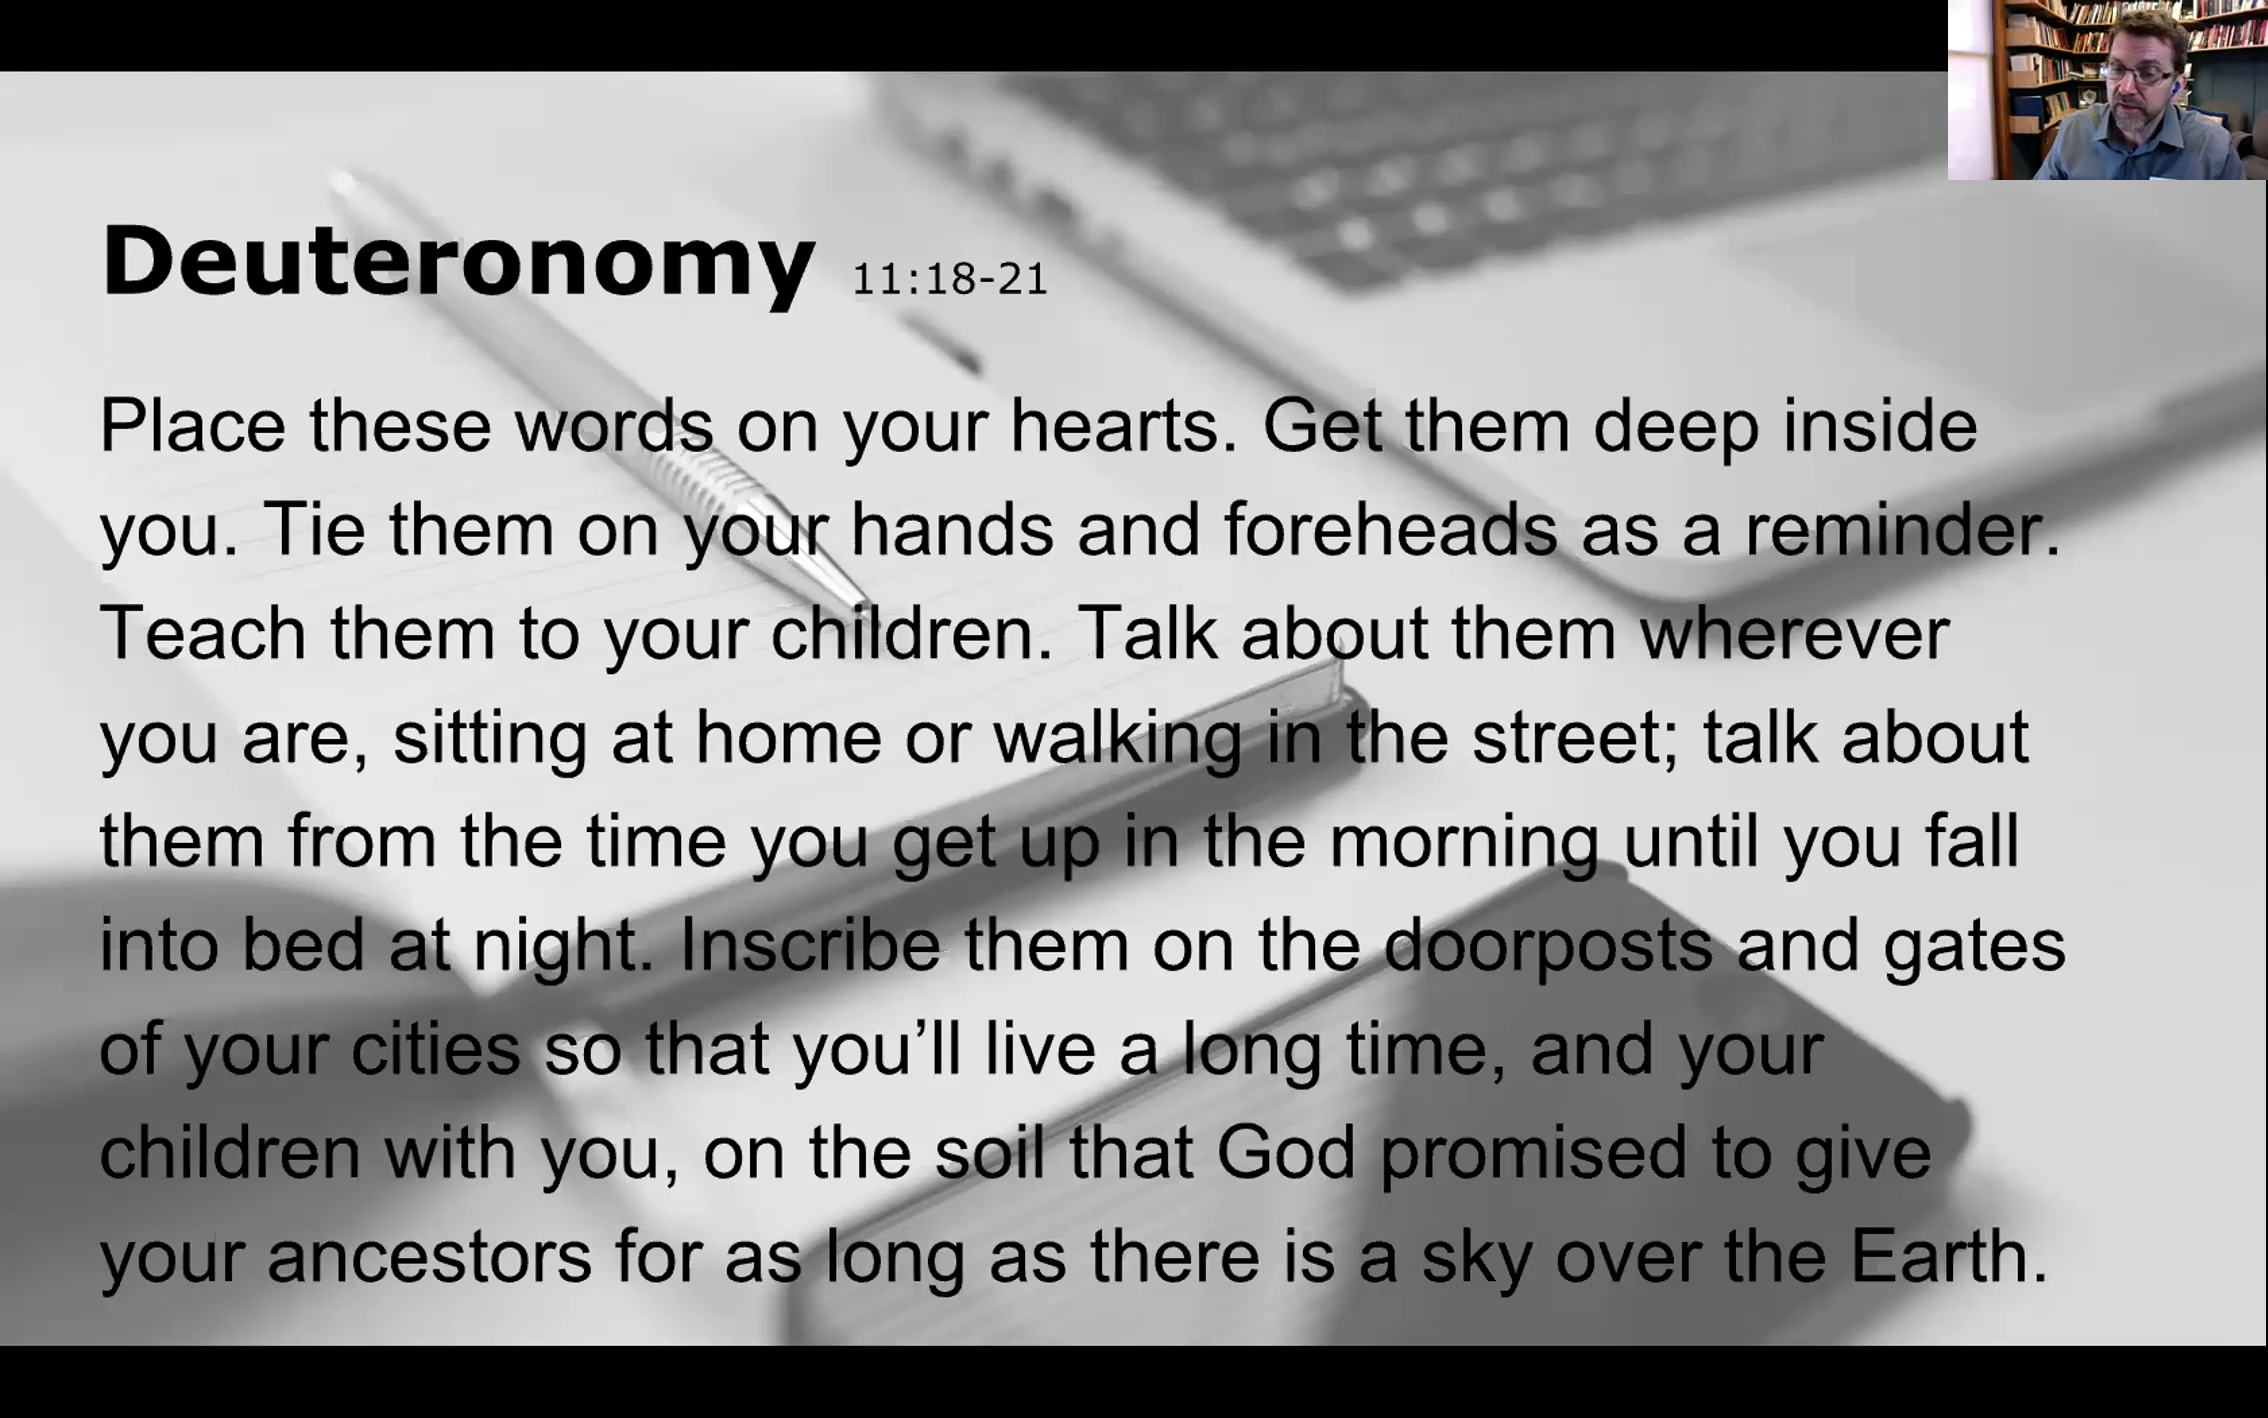 Deuteronomy 11:18-21
Place these words on your hearts. Get them deep inside
you. Tie them on your hands and foreheads as a reminder.
Teach them to your children. Talk about them wherever
you are, sitting at home or walking in the street; talk about
them from the time you get up in the morning until you fall
into bed at night. Inscribe them on the doorposts and gates
of your cities so that you’ll live a long time, and your
children with you, on the soil that God promised to give
your ancestors for as long as there is a sky over the Earth.